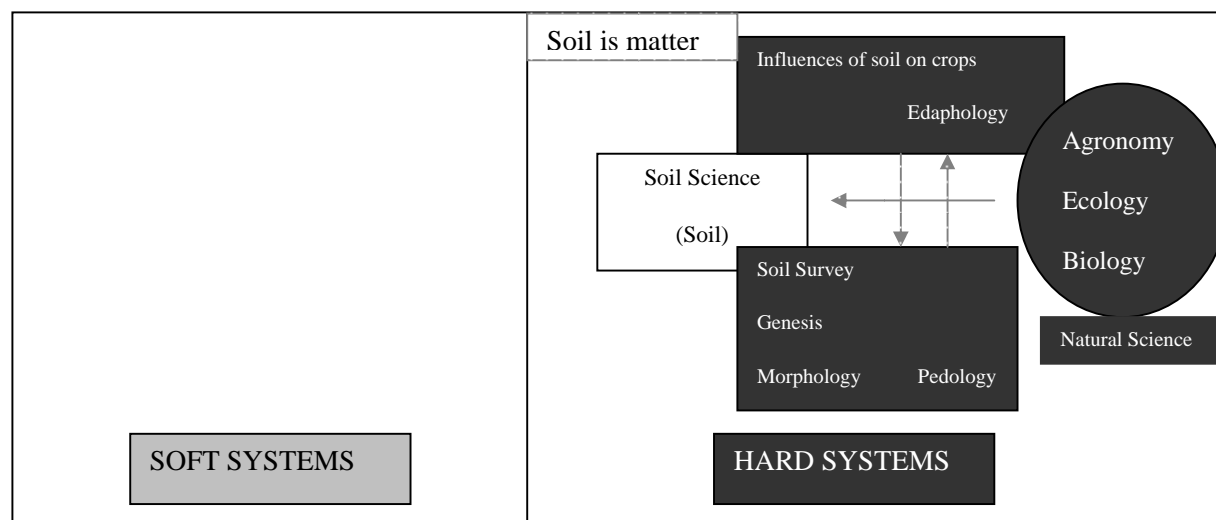 Soil is matter
Influences of soil on crops
Edaphology
Agronomy
Ecology
Biology
Soil Science
(Soil)
Soil Survey
Genesis
Morphology Pedology
Natural Science
SOFT SYSTEMS
HARD SYSTEMS